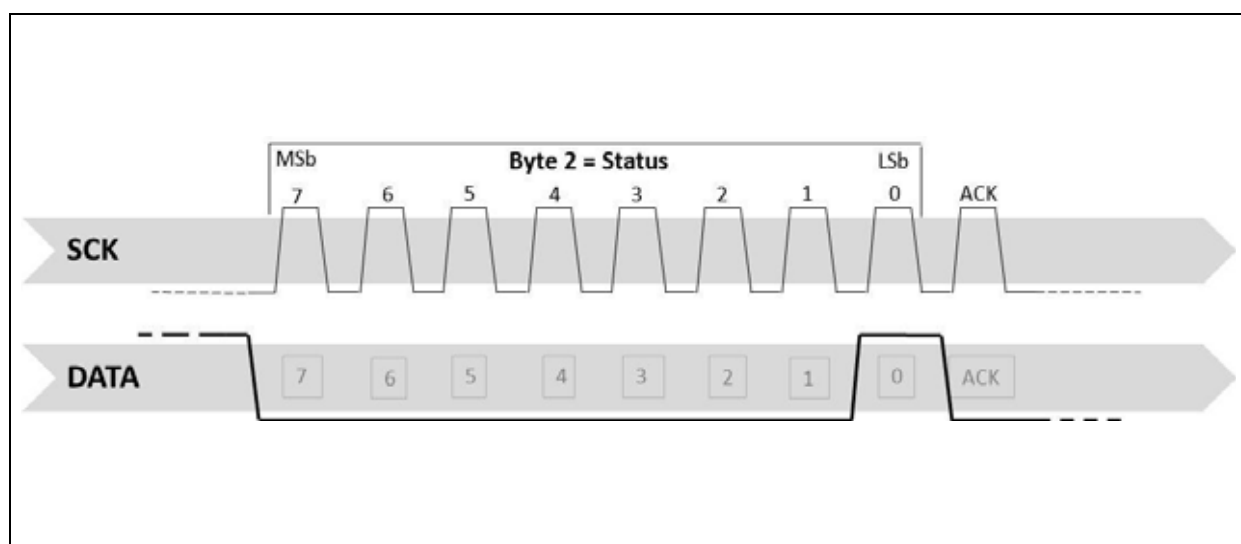 MSb Byte 2 = Status LSb
7 6 5 4 3 2 1 0 ACK
SCK
DATA 7 6 5 4 3 2 1 0 ACK